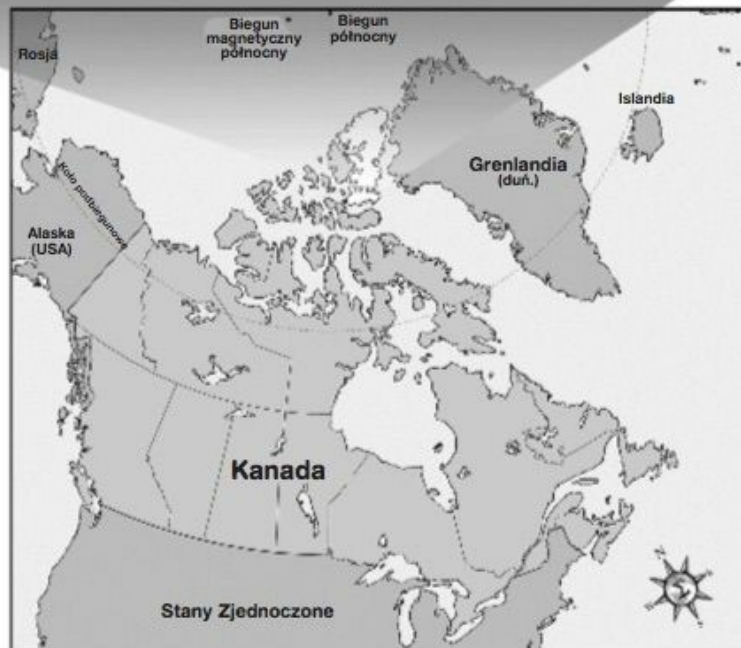 Biegun
magnetyczny
północny
Biegun
północny
Rosja
Islandia
Grenlandia
(duń.)
Koło podbiegunowe
Alaska
(USA)
Kanada
Stany Zjednoczone